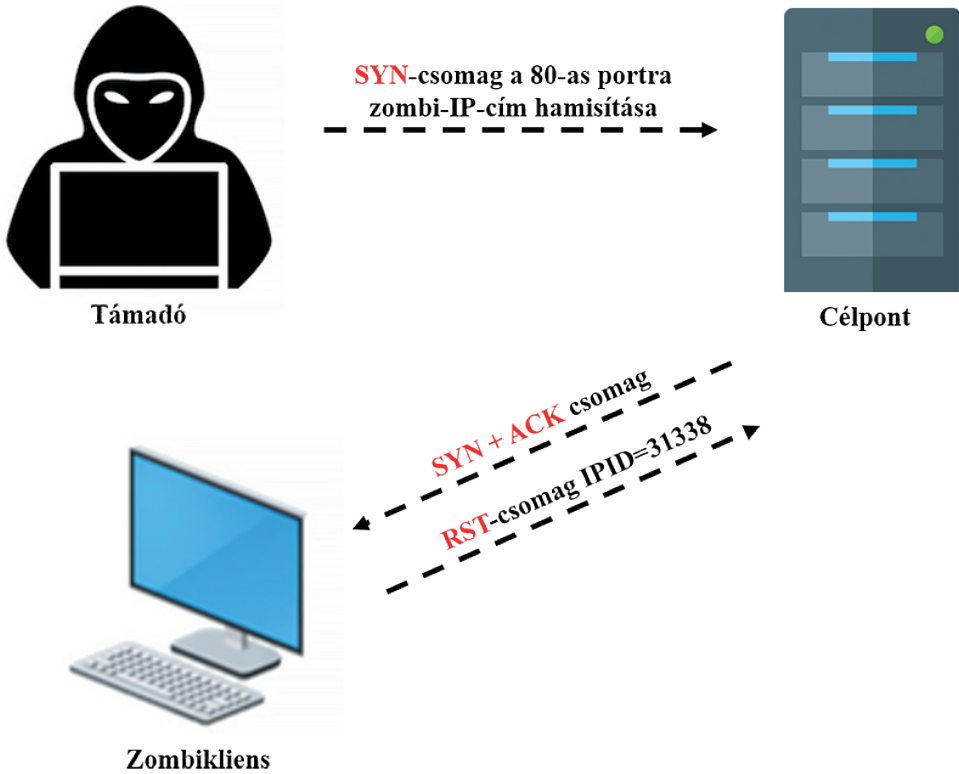 SYN-csomag a 80-as portra
zombi-IP-cím hamisítása
Támadó
Célpont
SYN + ACK csomag
RST-csomag IPID=31338
Zombikliens